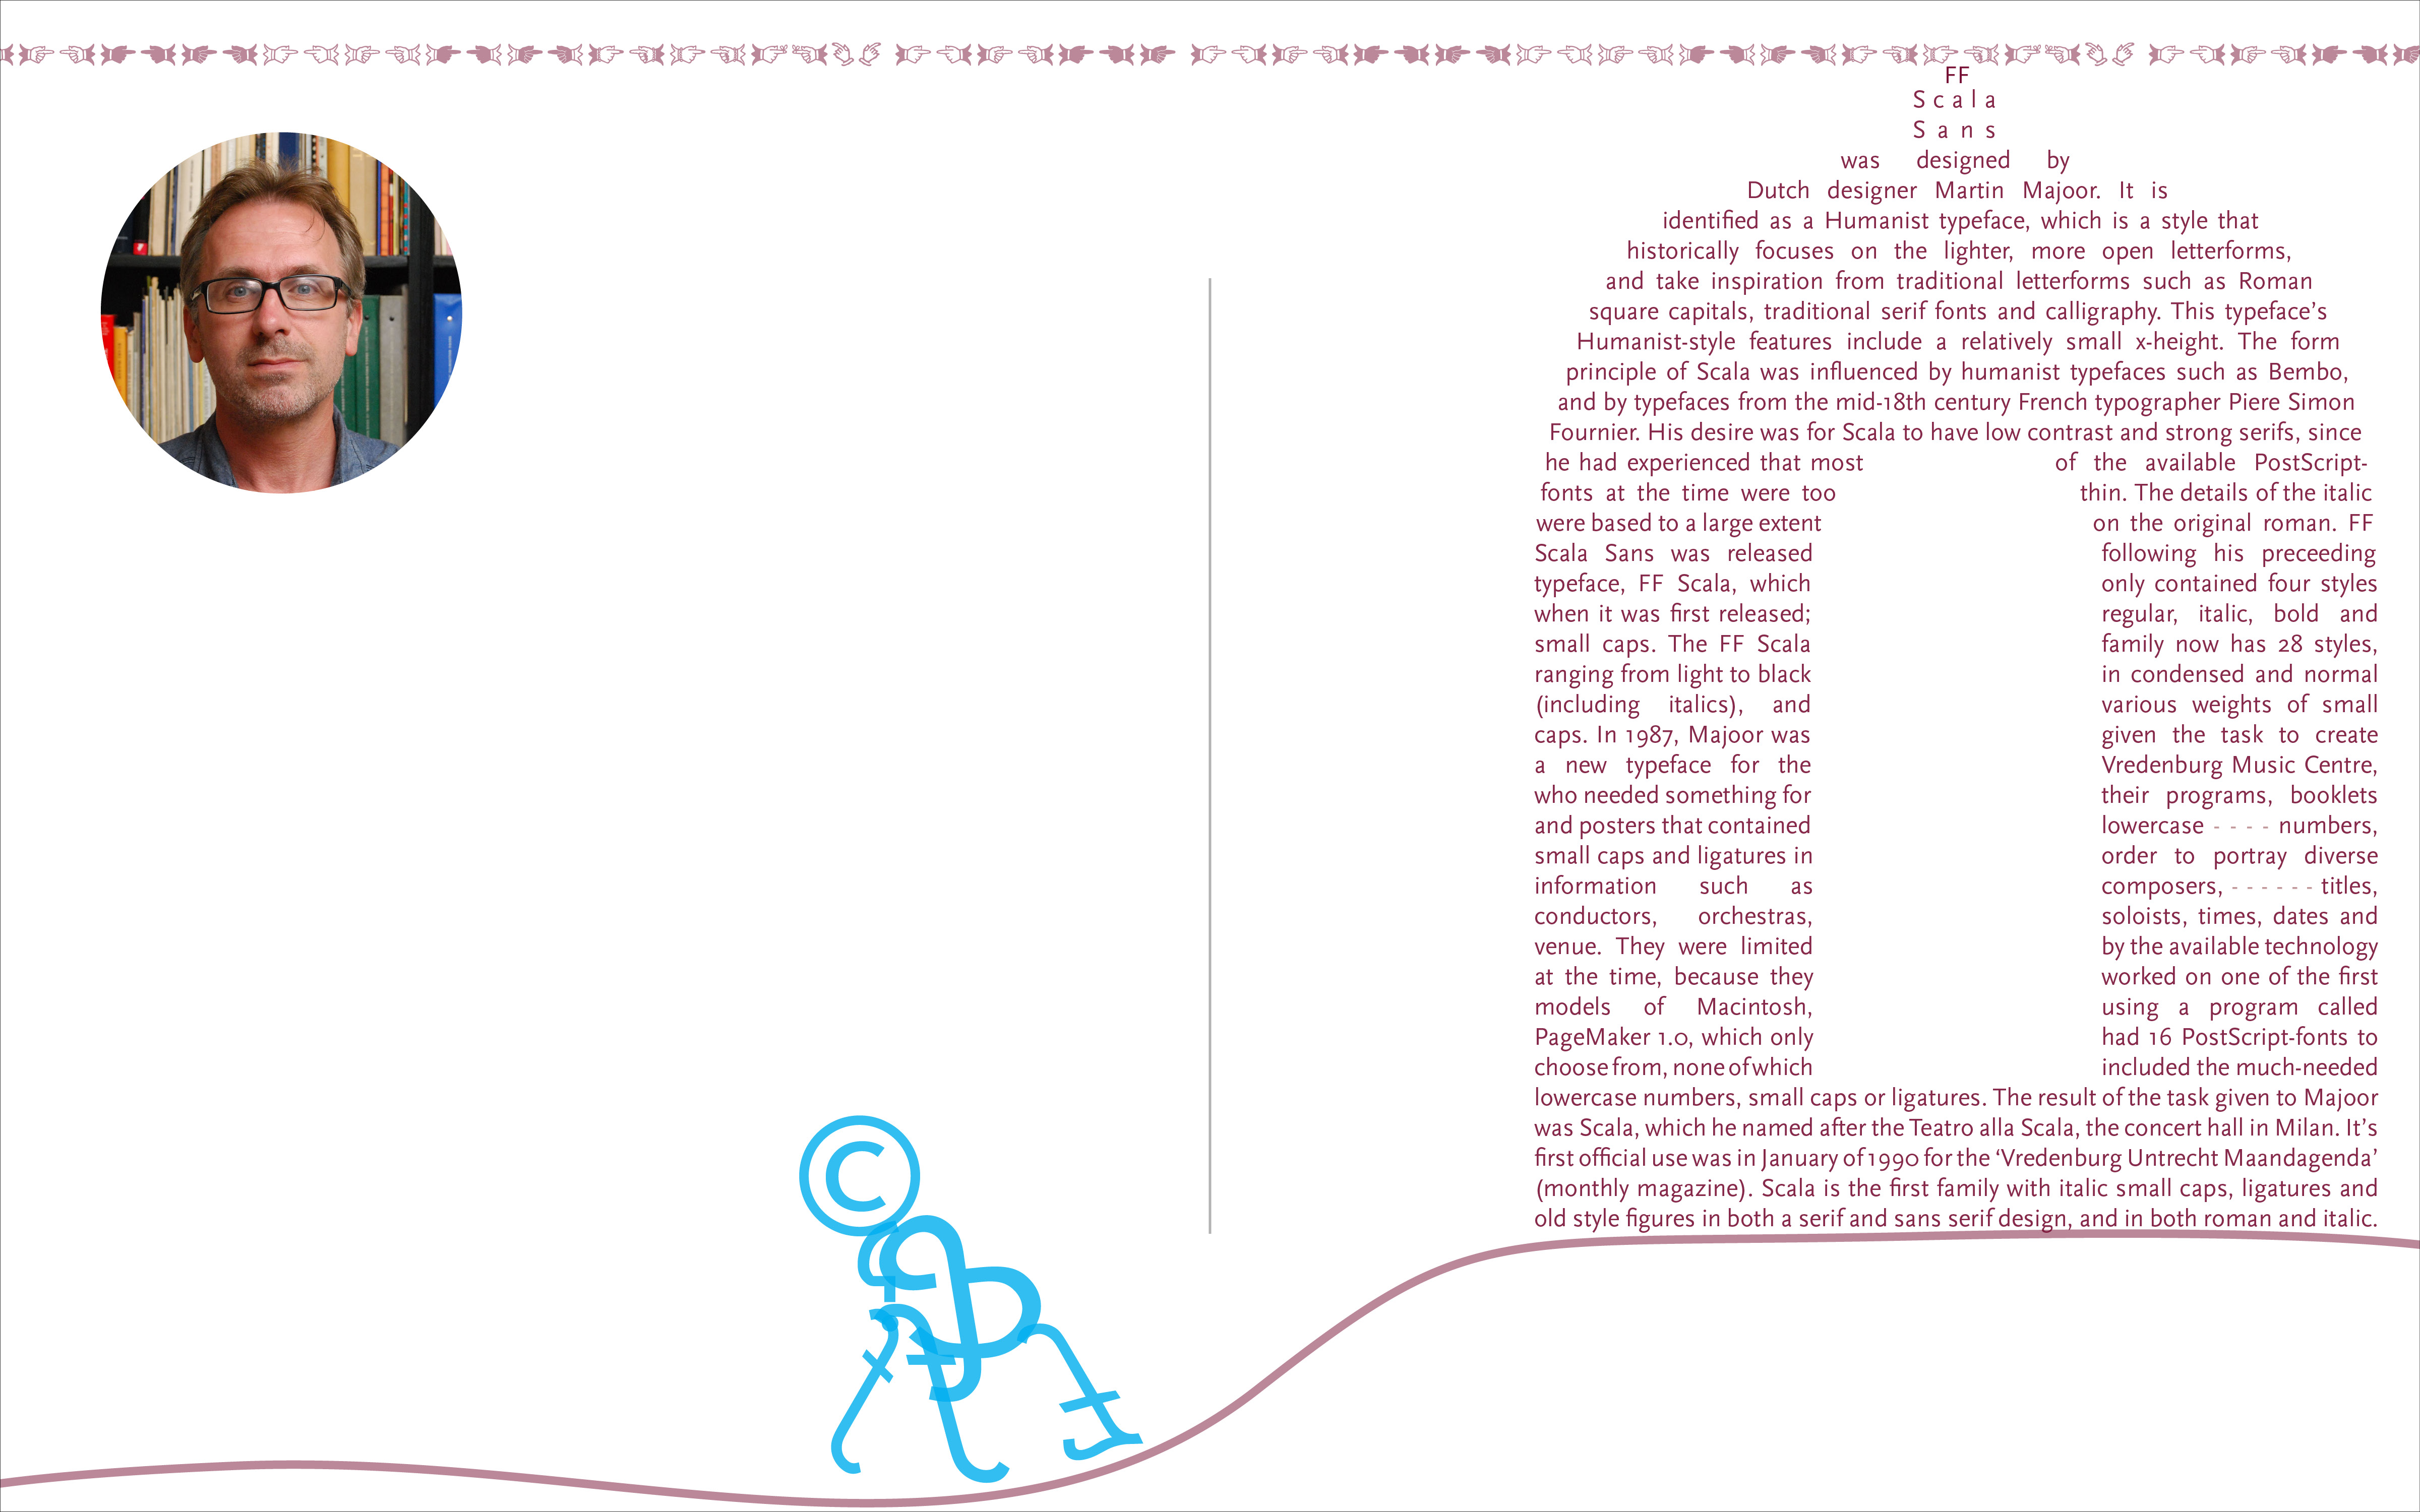 FF
Scala
Sans
was designed by
Dutch designer Martin Majoor. It is
identified as a Humanist typeface, which is a style that
historically focuses on the lighter, more open letterforms,
and take inspiration from traditional letterforms such as Roman
square capitals, traditional serif fonts and calligraphy. This typeface’s
Humanist-style features include a relatively small x-height. The form
principle of Scala was influenced by humanist typefaces such as Bembo,
and by typefaces from the mid-18th century French typographer Piere Simon
Fournier. His desire was for Scala to have low contrast and strong serifs, since
he had experienced that most of the available PostScript-
fonts at the time were too thin. The details of the italic
were based to a large extent on the original roman. FF
Scala Sans was released following his preceeding
typeface, FF Scala, which only contained four styles
when it was first released; regular, italic, bold and
small caps. The FF Scala family now has 28 styles,
ranging from light to black in condensed and normal
(including italics), and various weights of small
caps. In 1987, Majoor was given the task to create
a new typeface for the Vredenburg Music Centre,
who needed something for their programs, booklets
and posters that contained lowercase - - - - numbers,
small caps and ligatures in order to portray diverse
information such as composers, - - - - - - titles,
conductors, orchestras, soloists, times, dates and
venue. They were limited by the available technology
at the time, because they worked on one of the first
models of Macintosh, using a program called
PageMaker 1.0, which only had 16 PostScript-fonts to
choose from, none of which included the much-needed
lowercase numbers, small caps or ligatures. The result of the task given to Majoor
was Scala, which he named after the Teatro alla Scala, the concert hall in Milan. It’s
first official use was in January of 1990 for the ‘Vredenburg Untrecht Maandagenda’
(monthly magazine). Scala is the first family with italic small caps, ligatures and
old style figures in both a serif and sans serif design, and in both roman and italic.
©